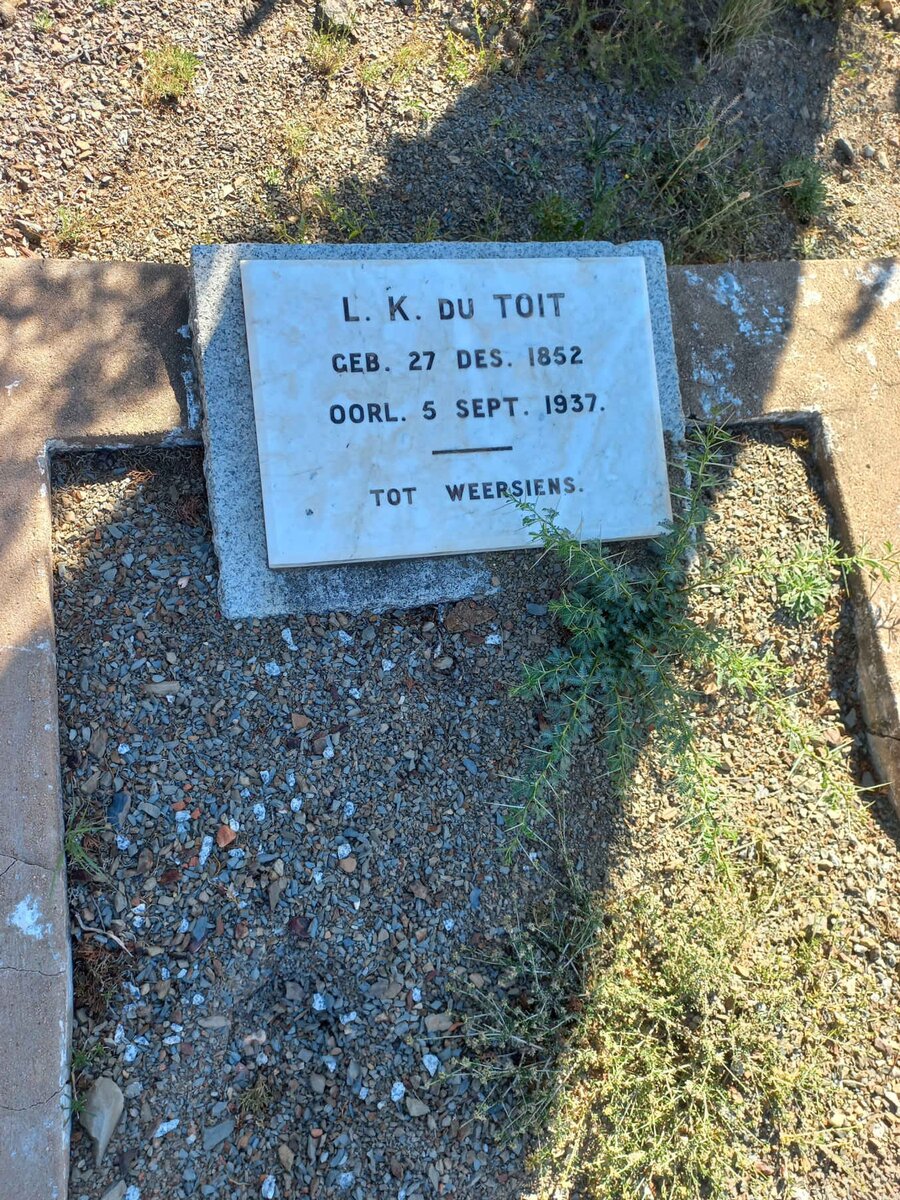 L. K. DU TOIT
GEB. 27 DES. 1852
OORL. 5 SEPT. 1937.
TOT WEERSIENS.